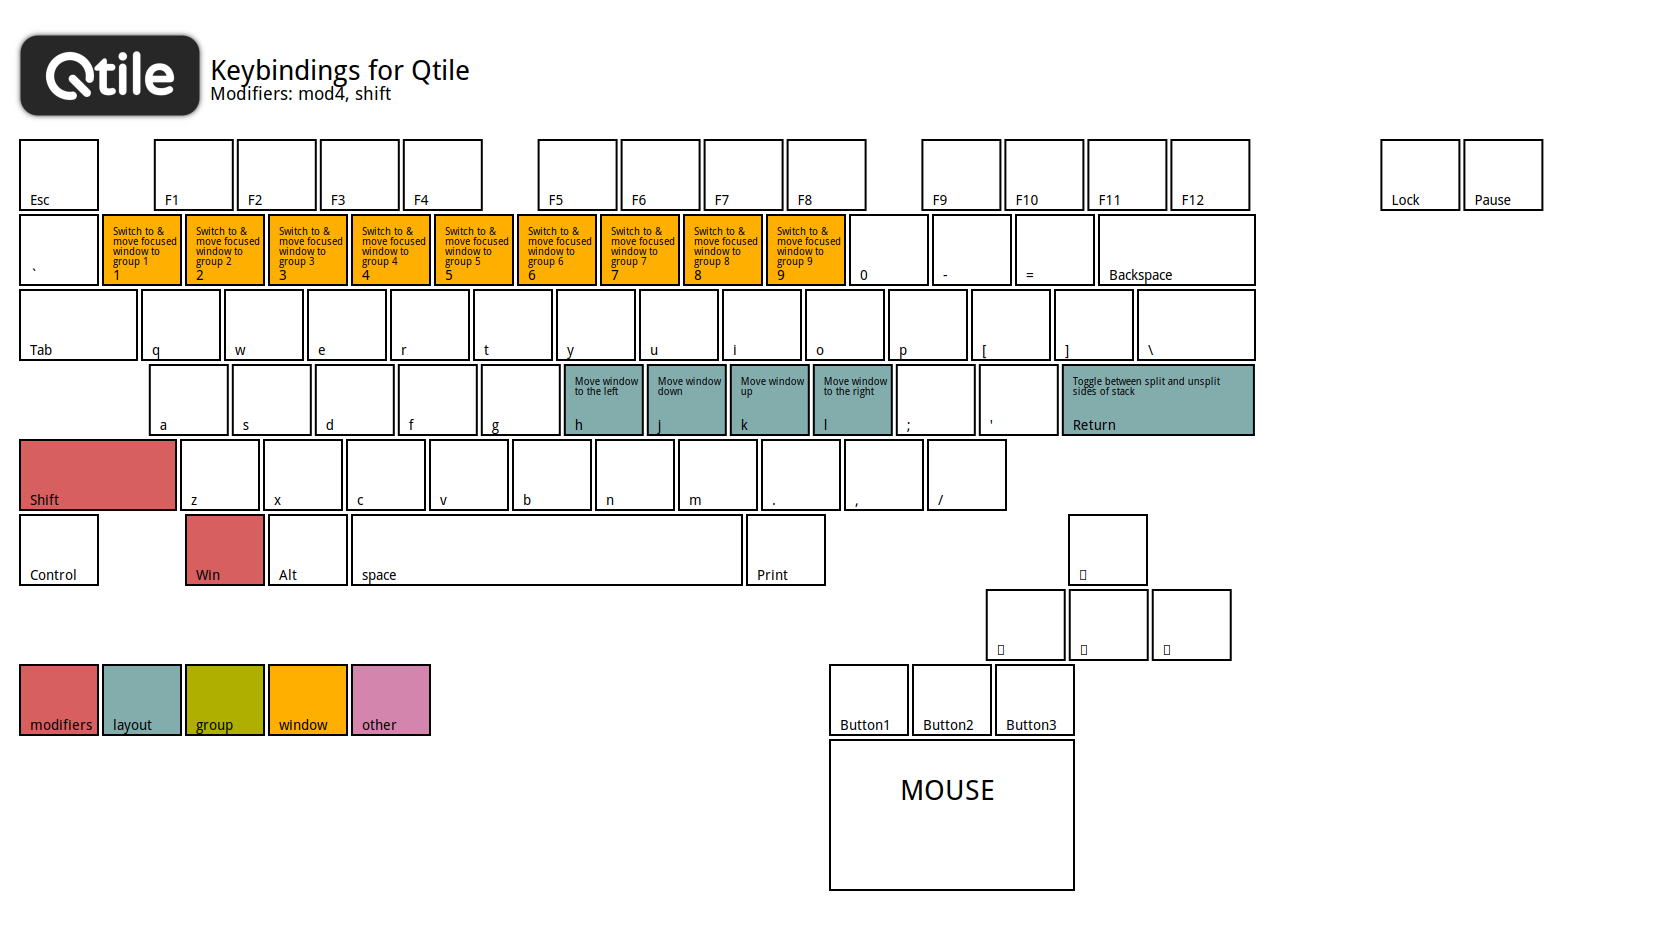 Qtile
Keybindings for Qtile
Modifiers: mod4, shift
Esc
F1
F2
F3
F4
F5
F6
F7
F8
F9
F10
F11
F12
Lock
Pause
`
Switch to &
move focused
window to
group 1
1
Switch to &
move focused
window to
group 2
2
Switch to &
move focused
window to
group 3
3
Switch to &
move focused
window to
group 4
4
Switch to &
move focused
window to
group 5
5
Switch to &
move focused
window to
group 6
6
Switch to &
move focused
window to
group 7
7
Switch to &
move focused
window to
group 8
8
Switch to &
move focused
window to
group 9
9
0
-
=
Backspace
Tab
q
w
e
r
t
y
u
i
o
p
[
]
\
a
s
d
f
g
Move window
to the left
h
Move window
down
j
Move window
up
k
Move window
to the right
l
;
'
Toggle between split and unsplit
sides of stack
Return
Shift
z
x
c
v
b
n
m
.
,
/
Control
Win
Alt
space
Print
modifiers
layout
group
window
other
Button1
Button2
Button3
MOUSE